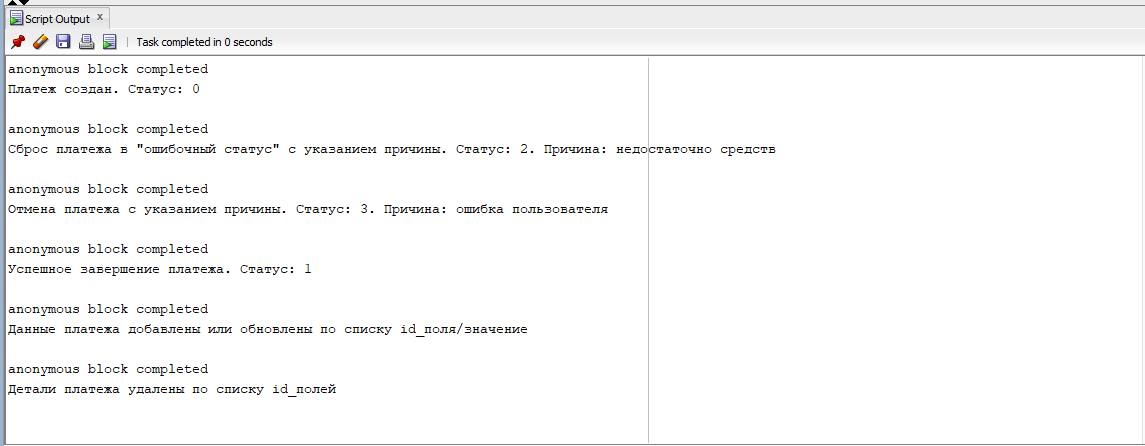 Script Output x
Task completed in 0 seconds
anonymous block completed
Платеж создан. Статус: 0
anonymous block completed
Сброс платежа в "ошибочный статус" с указанием причины. Статус: 2. Причина: недостаточно средств
anonymous block completed
Отмена платежа с указанием причины. Статус: 3. Причина: ошибка пользователя
anonymous block completed
Успешное завершение платежа. Статус: 1
anonymous block completed
Данные платежа добавлены или обновлены по списку id_поля/значение
anonymous block completed
Детали платежа удалены по списку id_полей